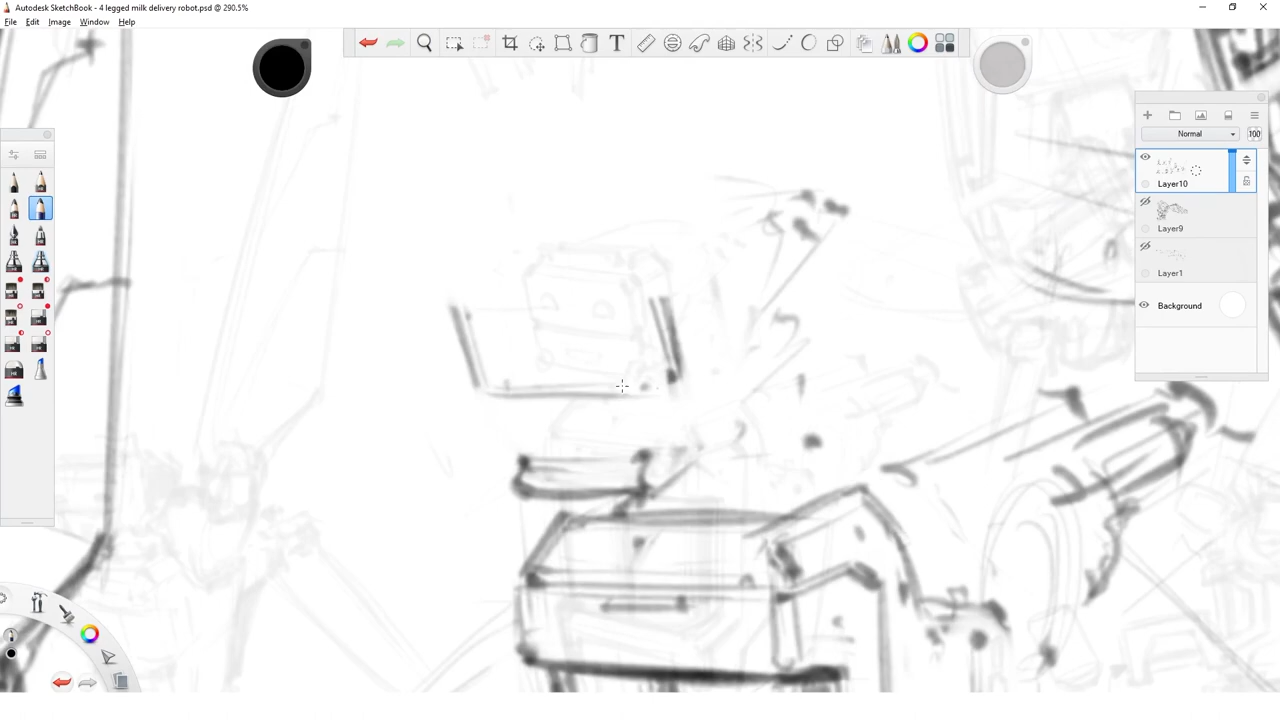 Autodesk SketchBook - 4 legged milk delivery robot.psd @ 290.5%
File Edit Image Window Help
Normal 100
Layer10
Layer9
Layer1
Background